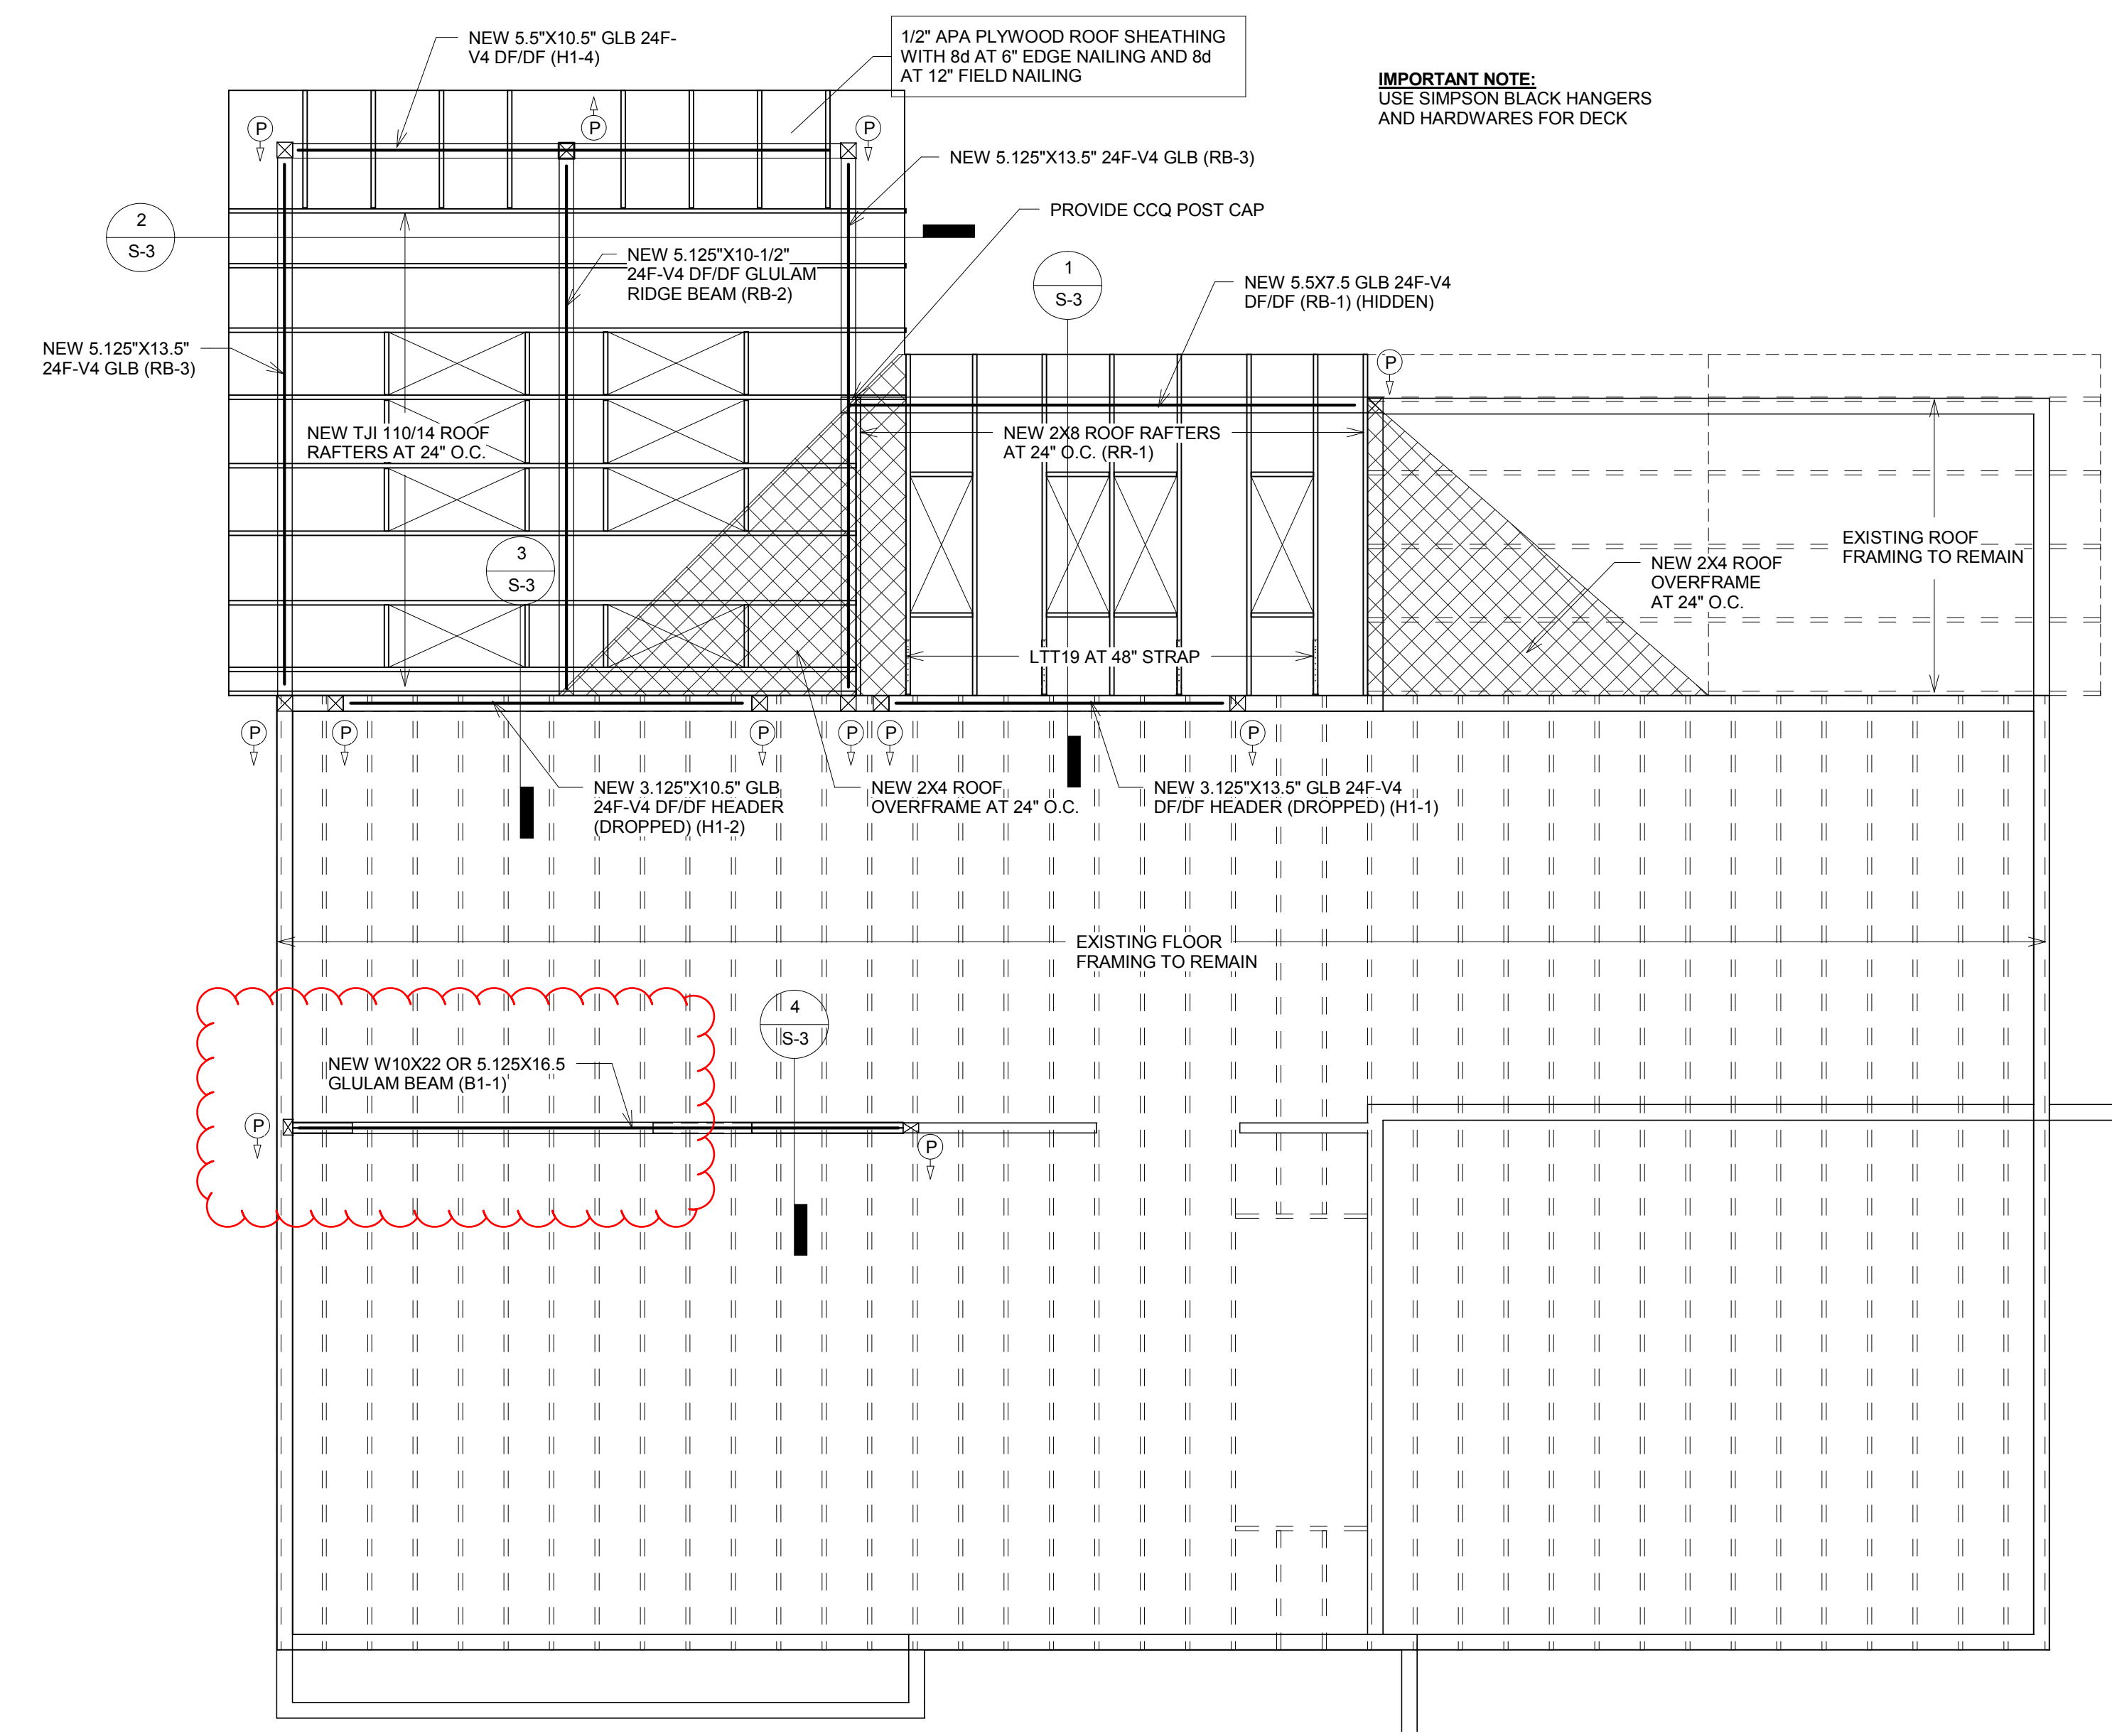 NEW 5.5"X10.5" GLB 24F-
V4 DF/DF (H1-4)
1/2" APA PLYWOOD ROOF SHEATHING
WITH 8d AT 6" EDGE NAILING AND 8d
AT 12" FIELD NAILING
IMPORTANT NOTE:
USE SIMPSON BLACK HANGERS
AND HARDWARES FOR DECK
P
P
P
NEW 5.125"X13.5" 24F-V4 GLB (RB-3)
PROVIDE CCQ POST CAP
2
S-3
NEW 5.125"X10-1/2"
24F-V4 DF/DF GLULAM
RIDGE BEAM (RB-2)
1
S-3
NEW 5.5X7.5 GLB 24F-V4
DF/DF (RB-1) (HIDDEN)
NEW 5.125"X13.5"
24F-V4 GLB (RB-3)
P
NEW TJI 110/14 ROOF
RAFTERS AT 24" O.C.
NEW 2X8 ROOF RAFTERS
AT 24" O.C. (RR-1)
EXISTING ROOF
FRAMING TO REMAIN
3
S-3
NEW 2X4 ROOF
OVERFRAME
AT 24" O.C.
LTT19 AT 48" STRAP
P
P
P
P
P
P
NEW 3.125"X10.5" GLB
24F-V4 DF/DF HEADER
(DROPPED) (H1-2)
NEW 2X4 ROOF
OVERFRAME AT 24" O.C.
NEW 3.125"X13.5" GLB 24F-V4
DF/DF HEADER (DROPPED) (H1-1)
EXISTING FLOOR
FRAMING TO REMAIN
4
S-3
NEW W10X22 OR 5.125X16.5
GLULAM BEAM (B1-1)
P
P